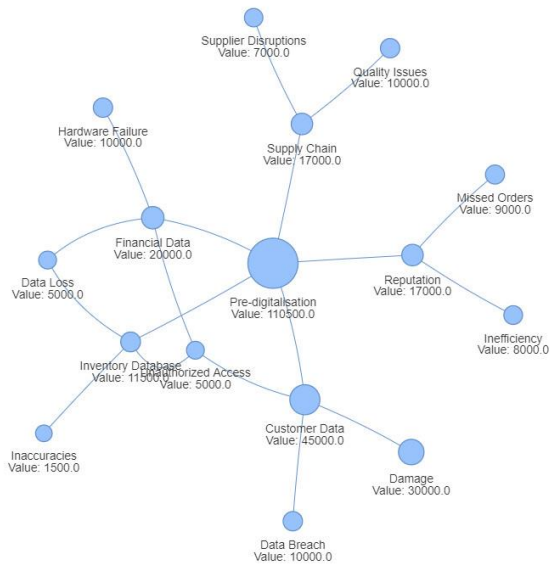 Supplier Disruptions
Value: 7000.0
Quality Issues
Value: 10000.0
Hardware Failure
Value: 10000.0
Supply Chain
Value: 17000.0
Missed Orders
Value: 9000.0
Financial Data
Value: 20000.0
Data Loss
Value: 5000.0
Pre-digitalisation
Value: 110500.0
Reputation
Value: 17000.0
Inefficiency
Value: 8000.0
Inventory Database
Value: 11500.0
Unauthorized Access
Value: 5000.0
Customer Data
Value: 45000.0
Inaccuracies
Value: 1500.0
Damage
Value: 30000.0
Data Breach
Value: 10000.0